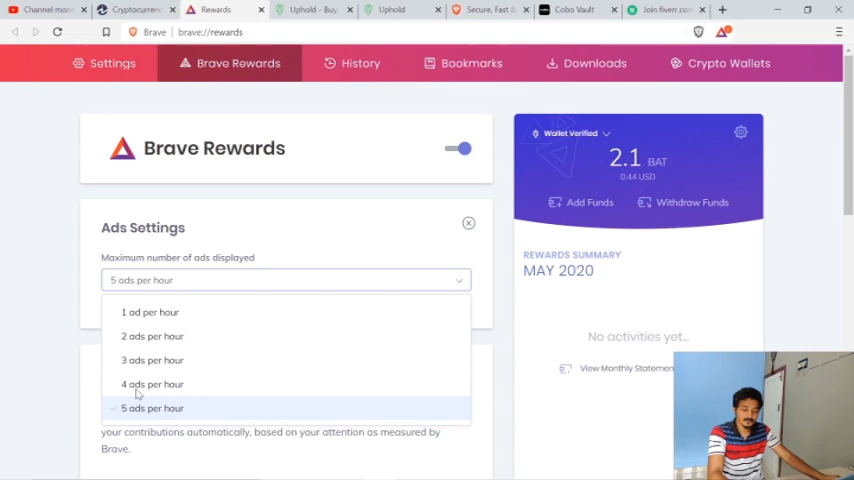 Channel mone
Cryptocurrenc
Rewards
Uphold - Buy,
Uphold
Secure, Fast &
Cobo Vault
Join fiverr.com
Brave
brave://rewards
Settings
Brave Rewards
History
Bookmarks
Downloads
Crypto Wallets
Brave Rewards
Ads Settings
Maximum number of ads displayed
5 ads per hour
1 ad per hour
2 ads per hour
3 ads per hour
4 ads per hour
5 ads per hour
your contributions automatically, based on your attention as measured by
Brave.
Wallet Verified
2.1 BAT
0.44 USD
Add Funds
Withdraw Funds
REWARDS SUMMARY
MAY 2020
No activities yet...
View Monthly Statemen